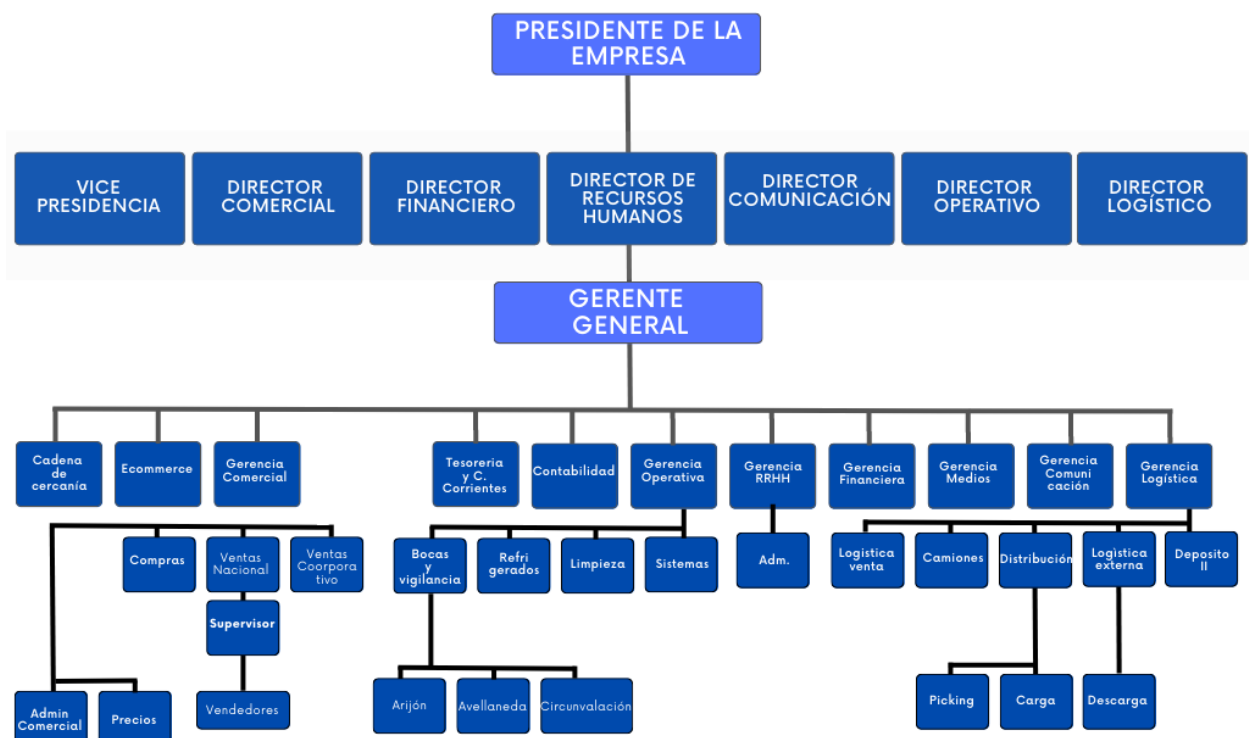 PRESIDENTE DE LA
EMPRESA
VICE
PRESIDENCIA
DIRECTOR
COMERCIAL
DIRECTOR
FINANCIERO
DIRECTOR DE
RECURSOS
HUMANOS
DIRECTOR
COMUNICACIÓN
DIRECTOR
OPERATIVO
DIRECTOR
LOGÍSTICO
GERENTE
GENERAL
Cadena
de
cercanía
Ecommerce
Gerencia
Comercial
Tesoreria
y C.
Corrientes
Contabilidad
Gerencia
Operativa
Gerencia
RRHH
Gerencia
Financiera
Gerencia
Medios
Gerencia
Comuni
cación
Gerencia
Logística
Compras
Ventas
Nacional
Ventas
Coorpora
tivo
Bocas
y
vigilancia
Refri
gerados
Limpieza
Sistemas
Adm.
Logistica
venta
Camiones
Distribución
Logìstica
externa
Deposito
II
Supervisor
Admin
Comercial
Precios
Vendedores
Arijón
Avellaneda
Circunvalación
Picking
Carga
Descarga